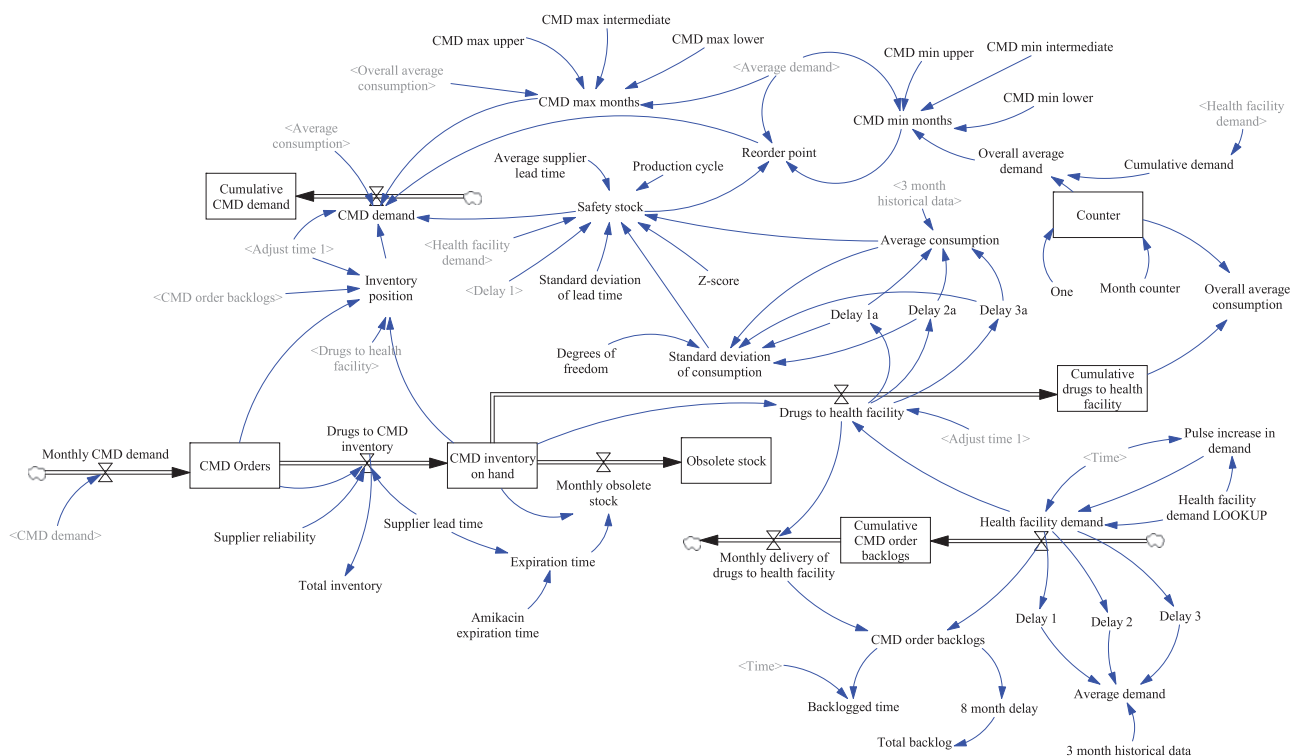 CMD max intermediate
CMD max upper
CMD max lower
<Overall average
consumption>
<Average demand>
CMD max months
CMD min upper
CMD min intermediate
CMD min lower
CMD min months
<Health facility
demand>
<Average
consumption>
Average supplier
lead time
Production cycle
Reorder point
Overall average
demand
Cumulative demand
Cumulative
CMD demand
CMD demand
Safety stock
<3 month
historical data>
Counter
<Adjust time 1>
<Health facility
demand>
Average consumption
<CMD order backlogs>
Inventory
position
<Delay 1>
Standard deviation
of lead time
Z-score
One
Month counter
Overall average
consumption
Delay 1a
Delay 2a
Delay 3a
<Drugs to health
facility>
Degrees of
freedom
Standard deviation
of consumption
Cumulative
drugs to health
facility
Drugs to health facility
<Adjust time 1>
Monthly CMD demand
CMD Orders
Drugs to CMD
inventory
CMD inventory
on hand
Obsolete stock
Monthly obsolete
stock
<Time>
Pulse increase in
demand
Health facility
demand LOOKUP
<CMD demand>
Supplier reliability
Supplier lead time
Health facility demand
Cumulative
CMD order
backlogs
Monthly delivery of
drugs to health facility
Expiration time
Total inventory
Amikacin
expiration time
Delay 1
Delay 2
Delay 3
CMD order backlogs
<Time>
Backlogged time
8 month delay
Average demand
Total backlog
3 month historical data